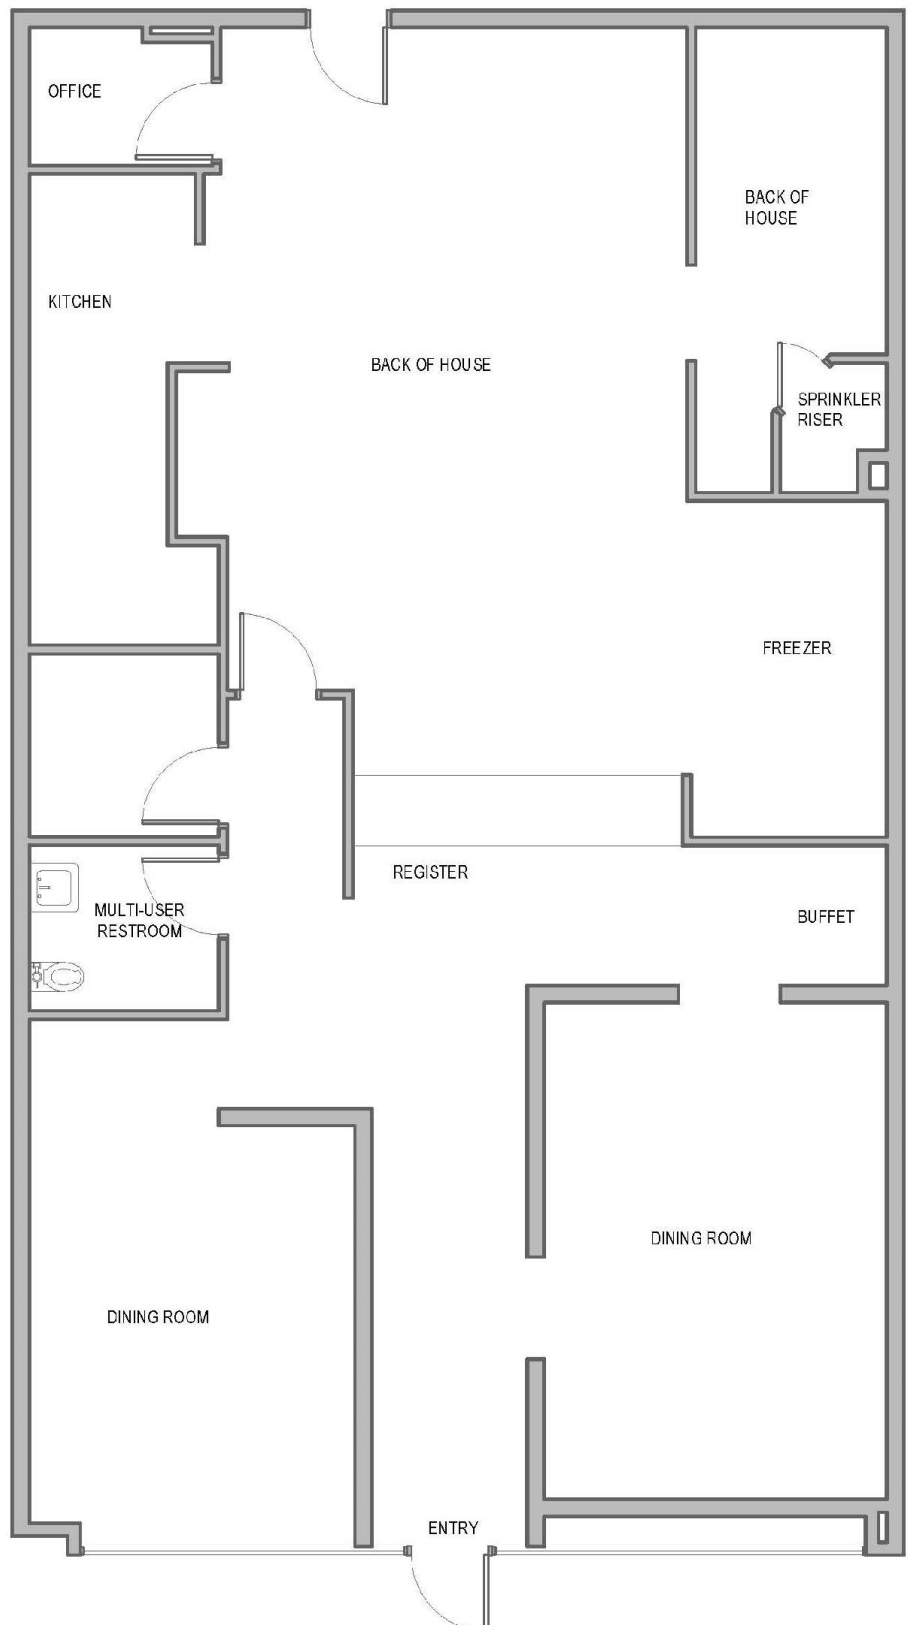 OFFICE
BACK OF
HOUSE
KITCHEN
BACK OF HOUSE
SPRINKLER
RISER
FREEZER
REGISTER
MULTI-USER
RESTROOM
BUFFET
DINING ROOM
DINING ROOM
ENTRY